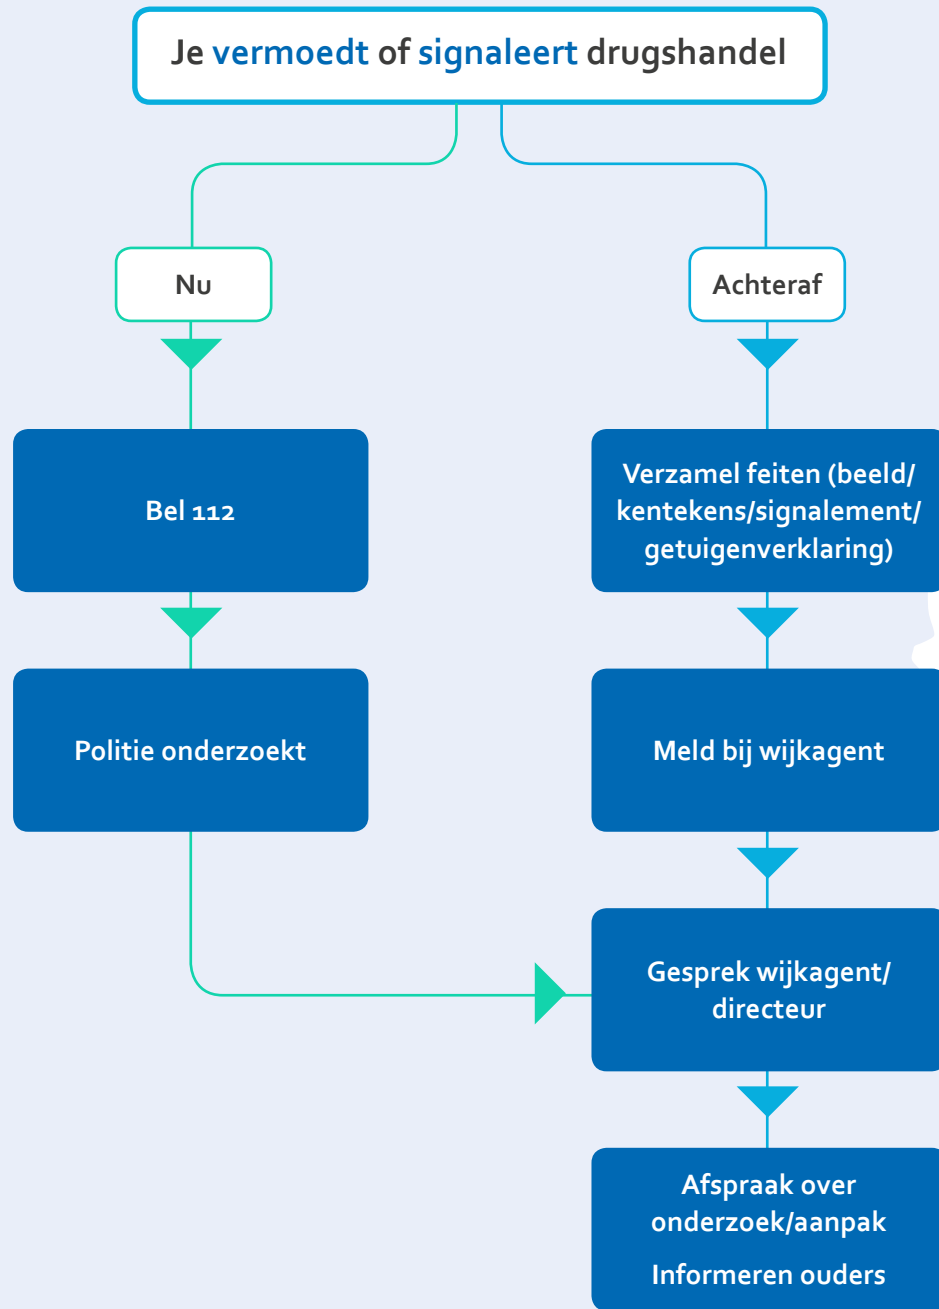 Je vermoedt of signaleert drugshandel
Nu
Achteraf
Bel 112
Verzamel feiten (beeld/
kentekens/signalement/
getuigenverklaring)
Politie onderzoekt
Meld bij wijkagent
Gesprek wijkagent/
directeur
Afspraak over
onderzoek/aanpak
Informeren ouders